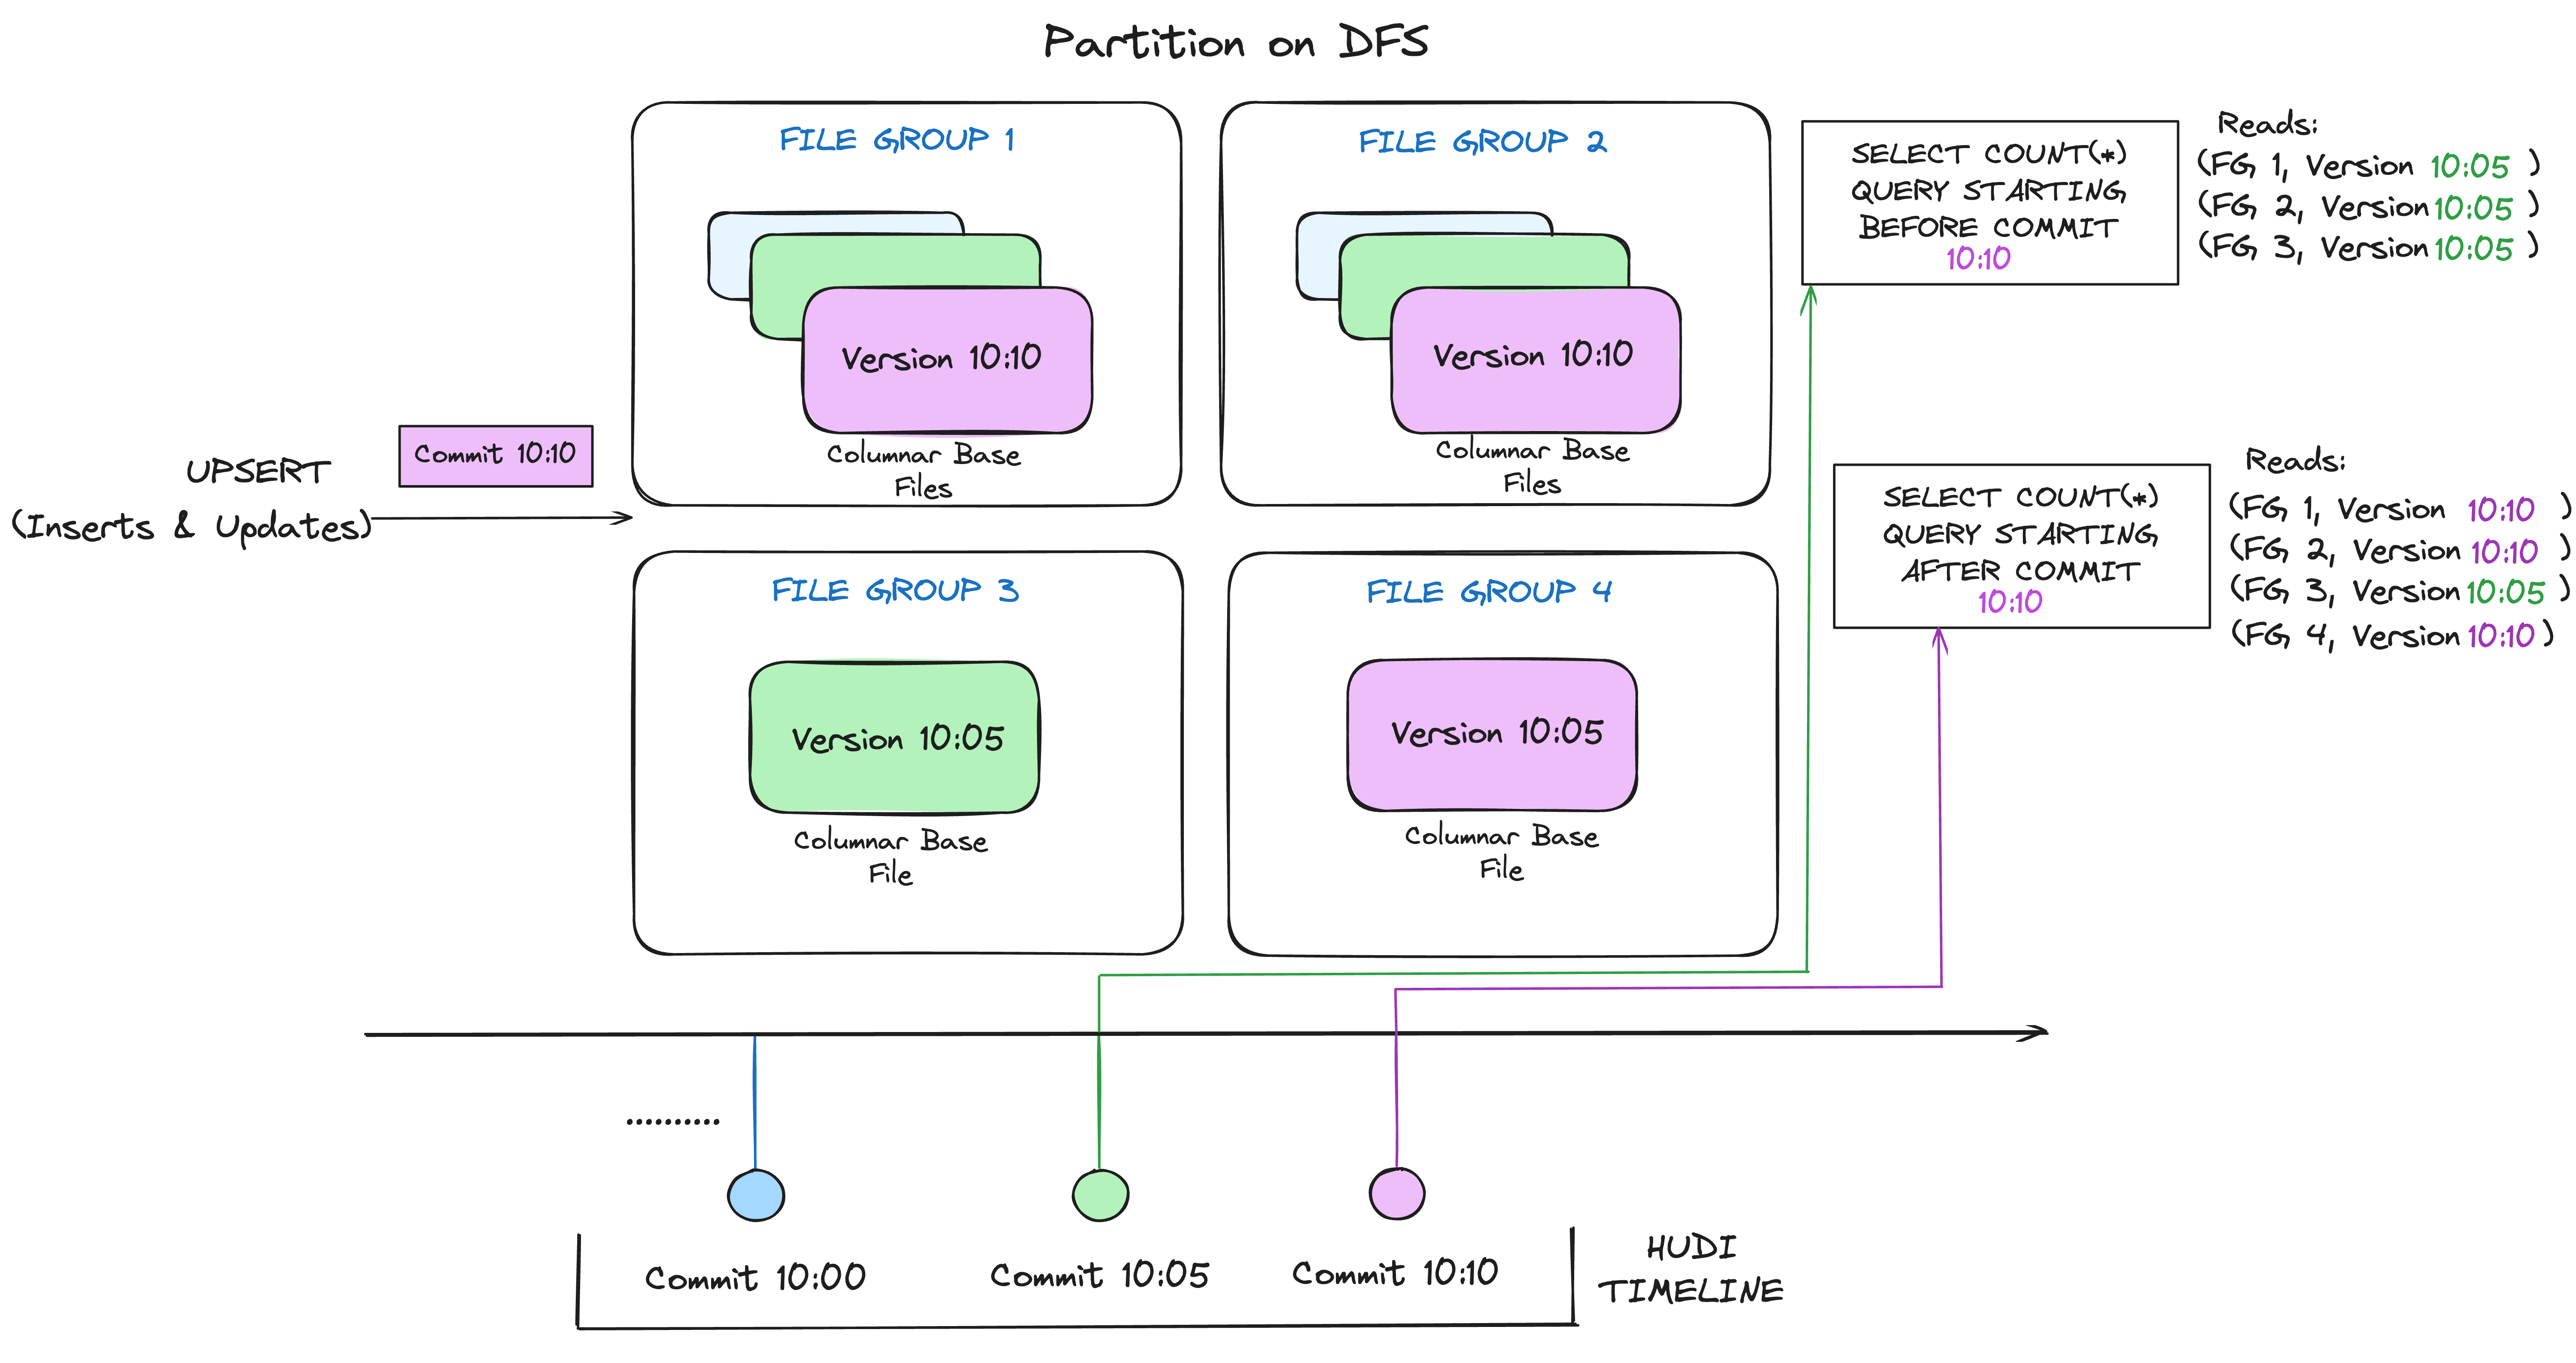 Partition on DFS
FILE GROUP 1
Version 10:10
Columnar Base
Files
FILE GROUP 2
Version 10:10
Columnar Base
Files
SELECT COUNT(*)
QUERY STARTING
BEFORE COMMIT
10:10
Reads:
(FG 1, Version 10:05 )
(FG 2, Version 10:05 )
(FG 3, Version 10:05 )
UPSERT
(Inserts & Updates)
Commit 10:10
SELECT COUNT(*)
QUERY STARTING
AFTER COMMIT
10:10
Reads:
(FG 1, Version 10:10 )
(FG 2, Version 10:10 )
(FG 3, Version 10:05 )
(FG 4, Version 10:10 )
FILE GROUP 3
Version 10:05
Columnar Base
File
FILE GROUP 4
Version 10:05
Columnar Base
File
..........
Commit 10:00
Commit 10:05
Commit 10:10
HUDI
TIMELINE